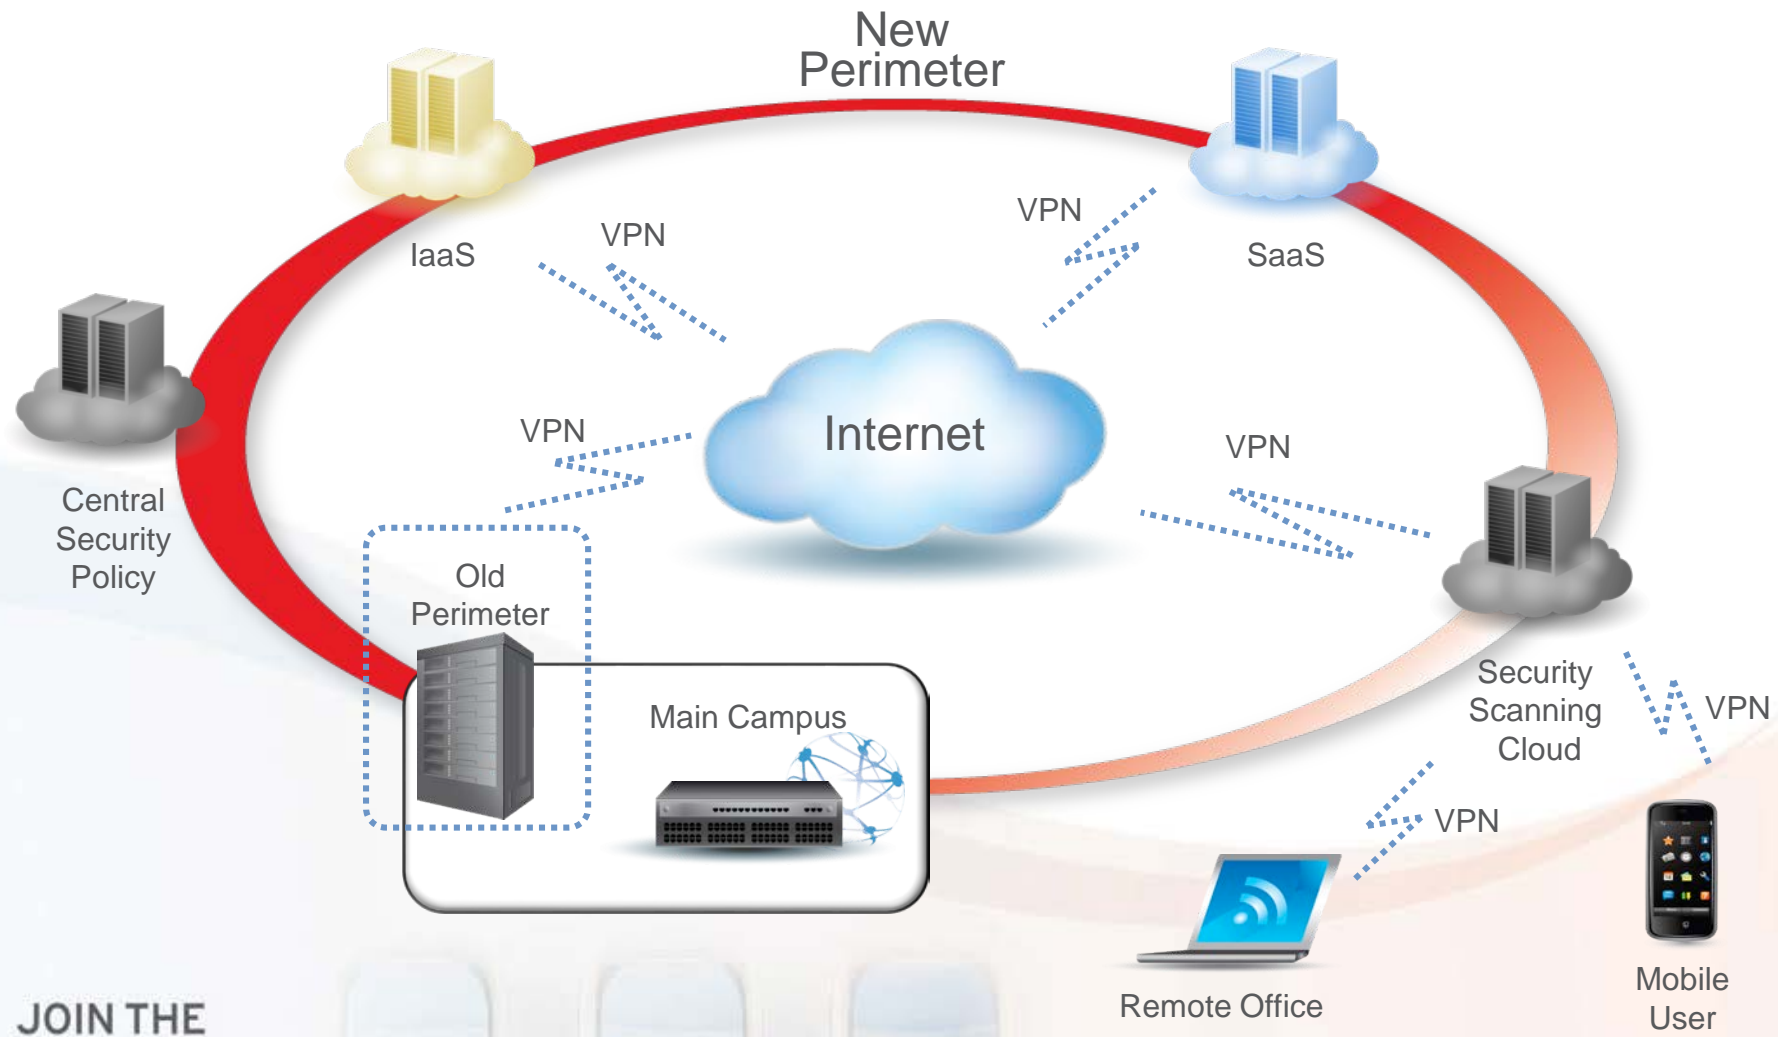 New
Perimeter
IaaS
VPN
VPN
SaaS
Internet
VPN
VPN
Central
Security
Policy
Old
Perimeter
Main Campus
Security
Scanning
Cloud
VPN
VPN
Remote Office
Mobile
User
JOIN THE